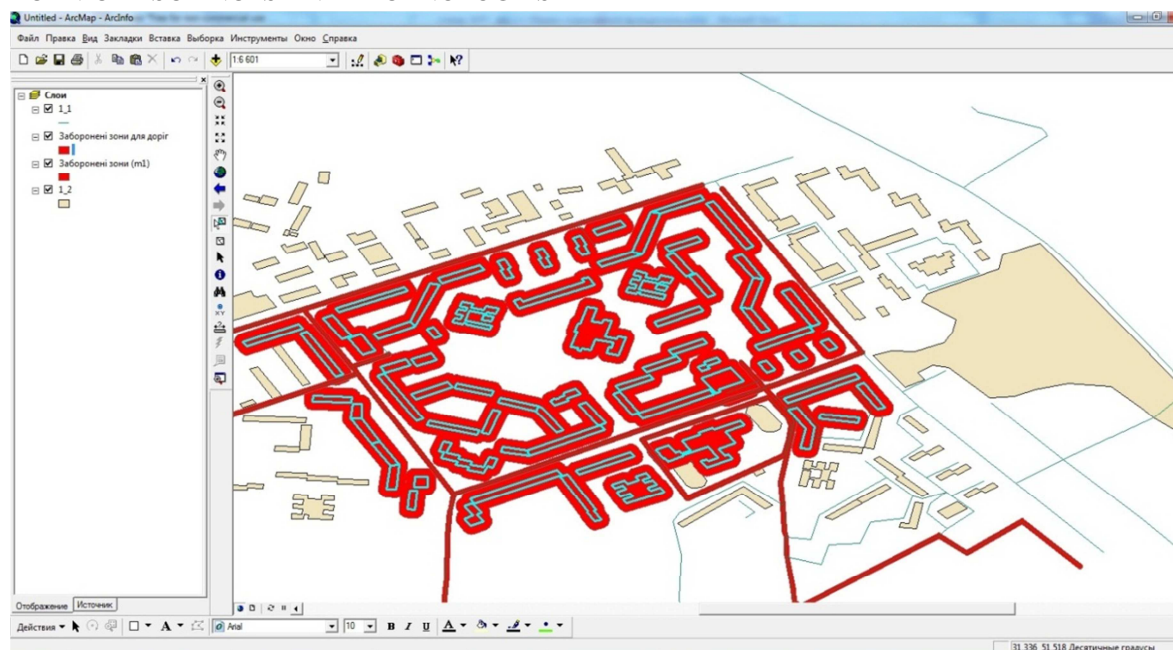 Untitled - ArcMap - ArcInfo
Файл Правка Вид Закладки Вставка Выборка Инструменты Окно Справка
1:6 601
Слои
1_1
Заборонені зони для доріг
Заборонені зони (m1)
1_2
Отображение Источник
Действия
Arial 10 B I U A
31,336 51,518 Десятичные градусы